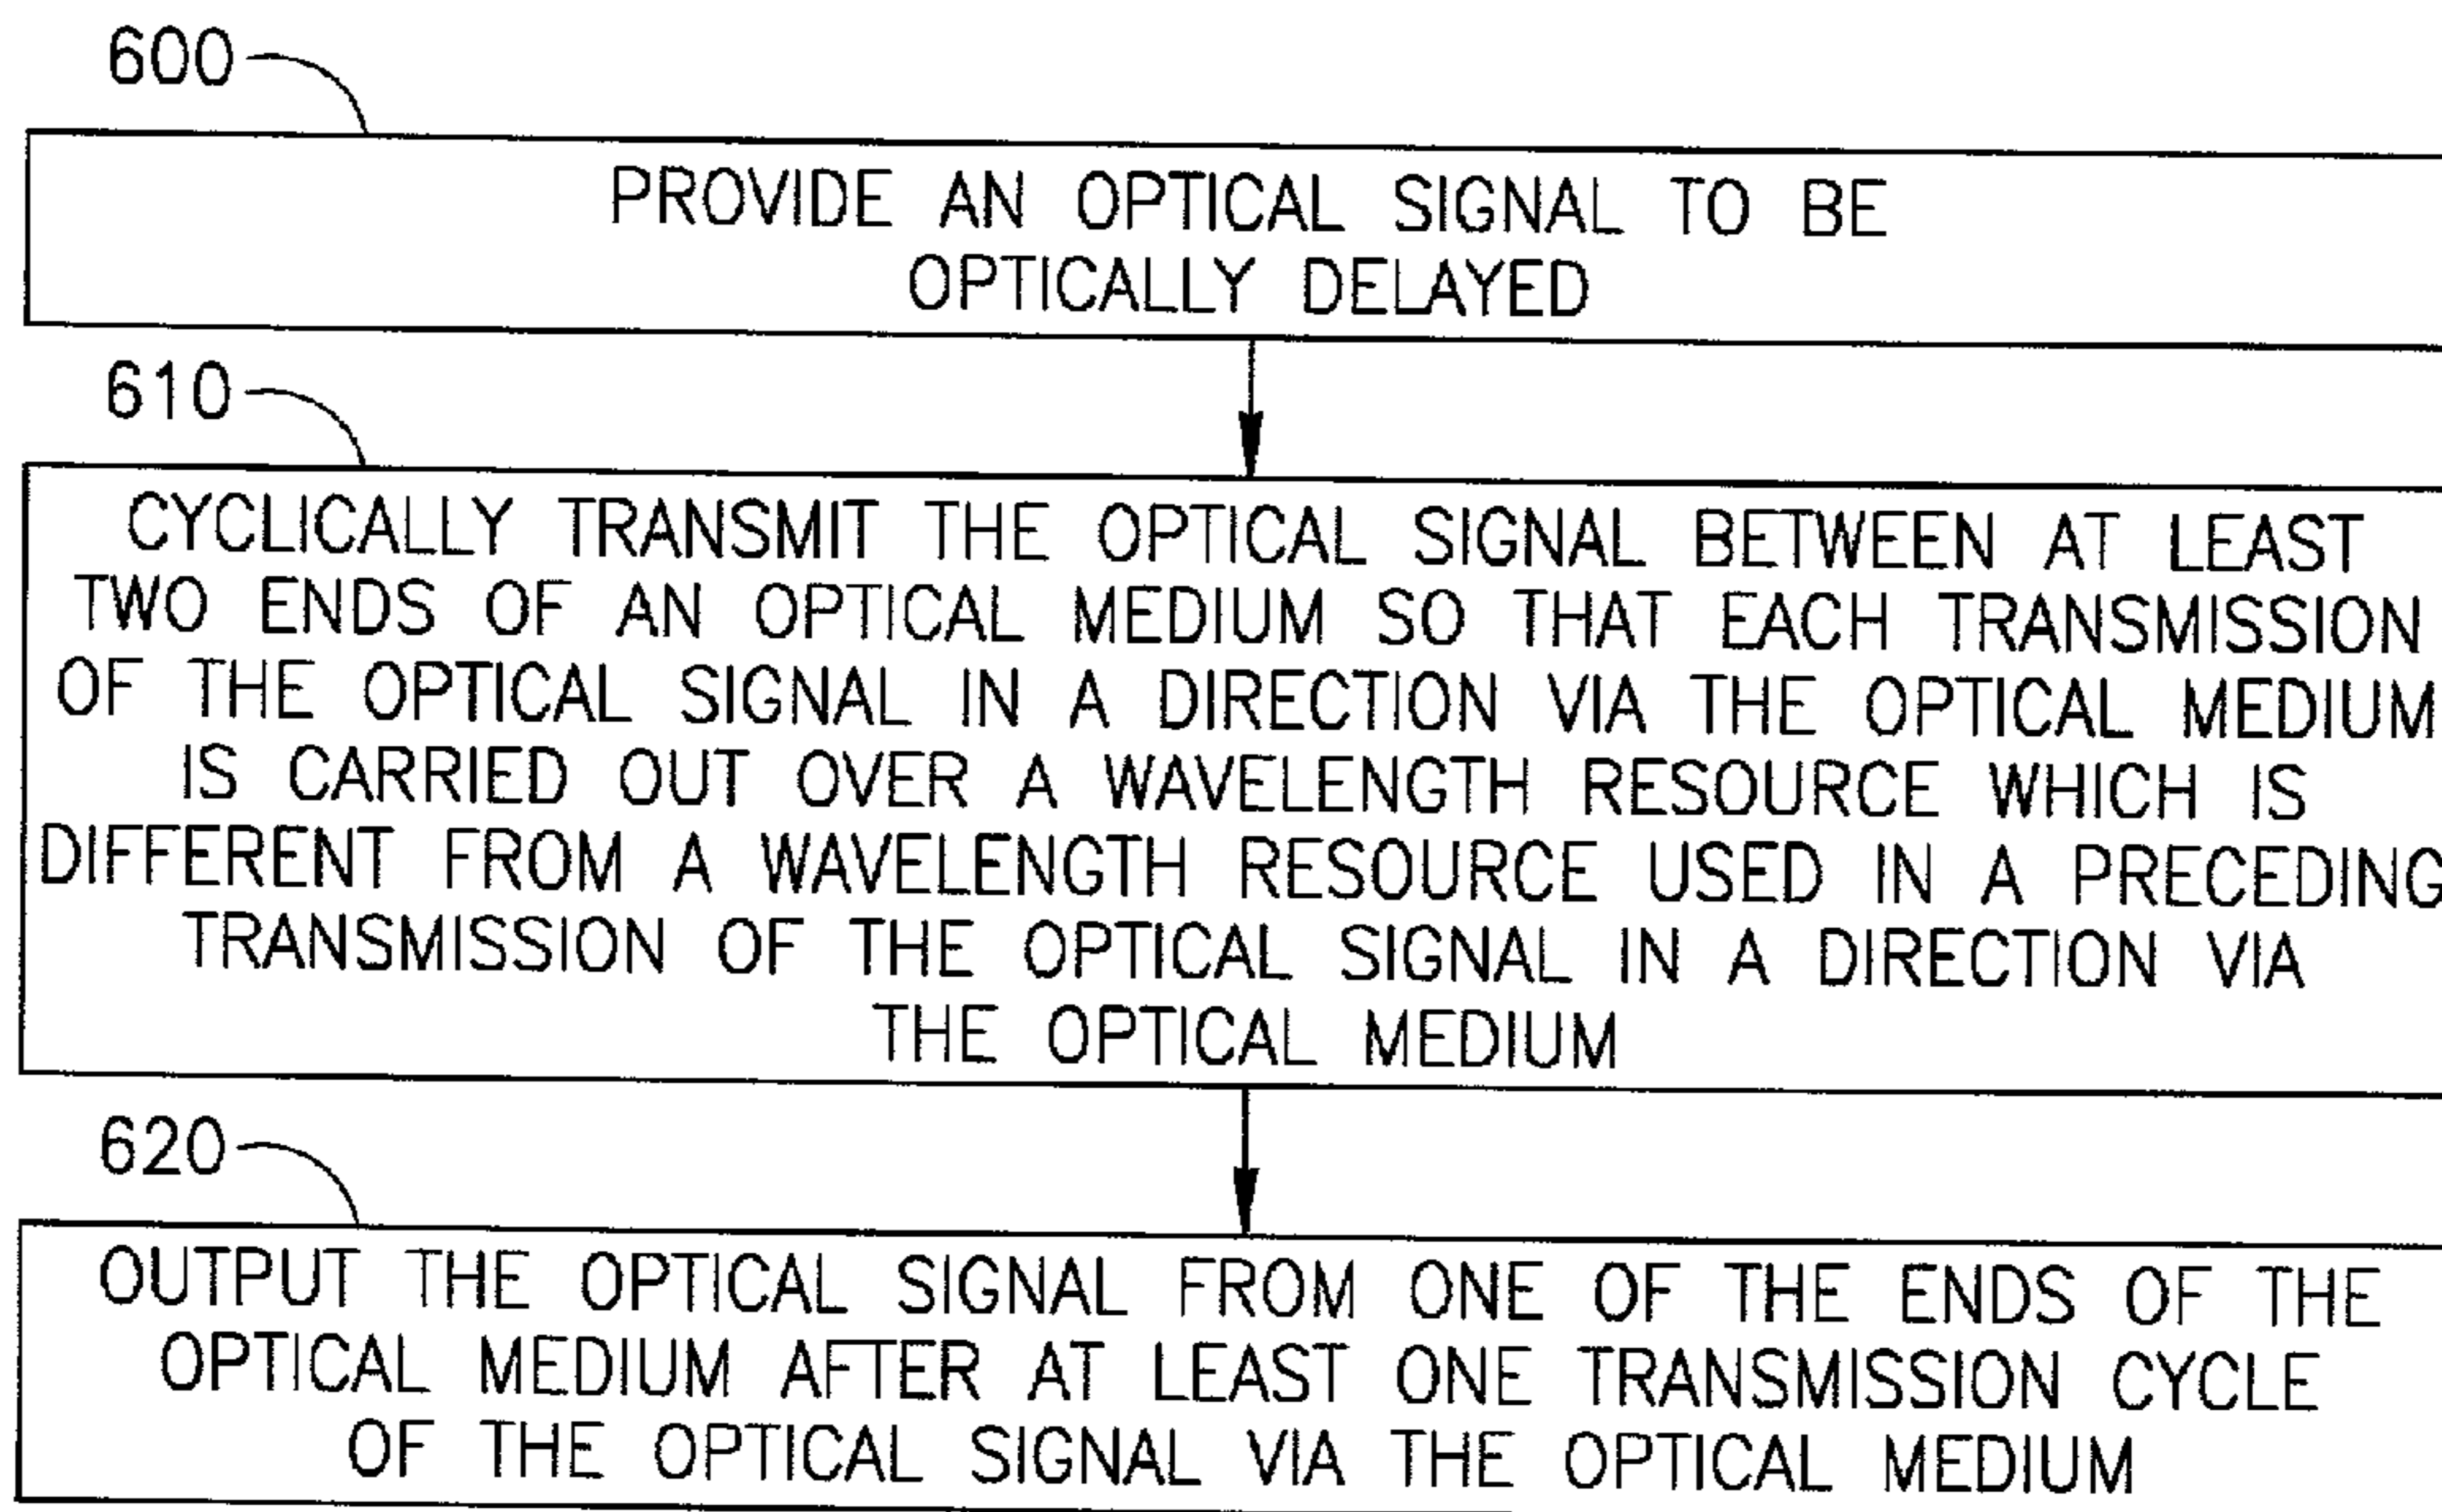 600
PROVIDE AN OPTICAL SIGNAL TO BE
OPTICALLY DELAYED
610
CYCLICALLY TRANSMIT THE OPTICAL SIGNAL BETWEEN AT LEAST
TWO ENDS OF AN OPTICAL MEDIUM SO THAT EACH TRANSMISSION
OF THE OPTICAL SIGNAL IN A DIRECTION VIA THE OPTICAL MEDIUM
IS CARRIED OUT OVER A WAVELENGTH RESOURCE WHICH IS
DIFFERENT FROM A WAVELENGTH RESOURCE USED IN A PRECEDING
TRANSMISSION OF THE OPTICAL SIGNAL IN A DIRECTION VIA
THE OPTICAL MEDIUM
620
OUTPUT THE OPTICAL SIGNAL FROM ONE OF THE ENDS OF THE
OPTICAL MEDIUM AFTER AT LEAST ONE TRANSMISSION CYCLE
OF THE OPTICAL SIGNAL VIA THE OPTICAL MEDIUM